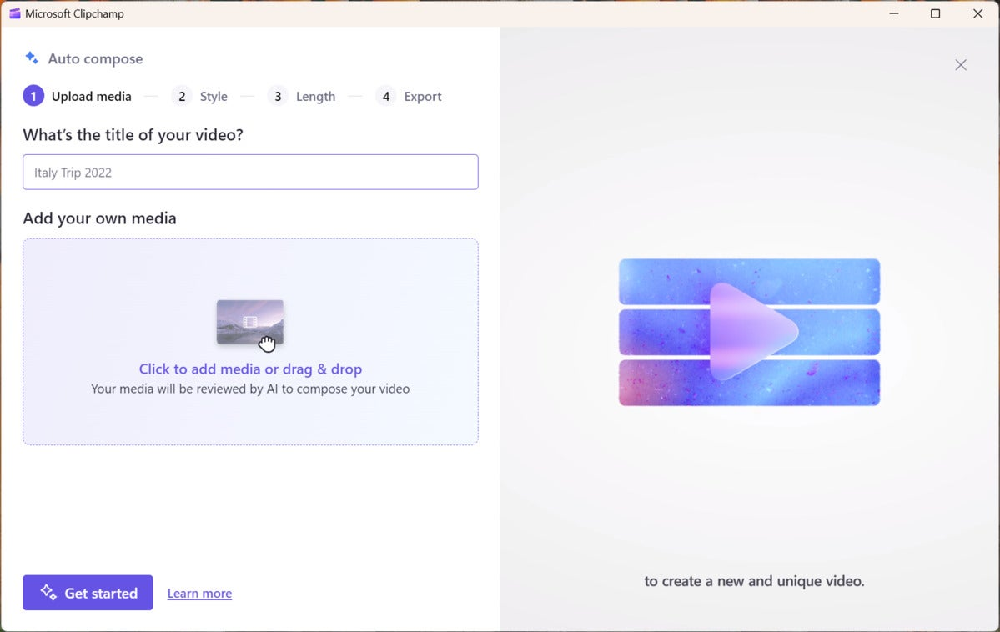 Microsoft Clipchamp
Auto compose
1 Upload media 2 Style 3 Length 4 Export
What's the title of your video?
Italy Trip 2022
Add your own media
Click to add media or drag & drop
Your media will be reviewed by AI to compose your video
Get started Learn more
to create a new and unique video.